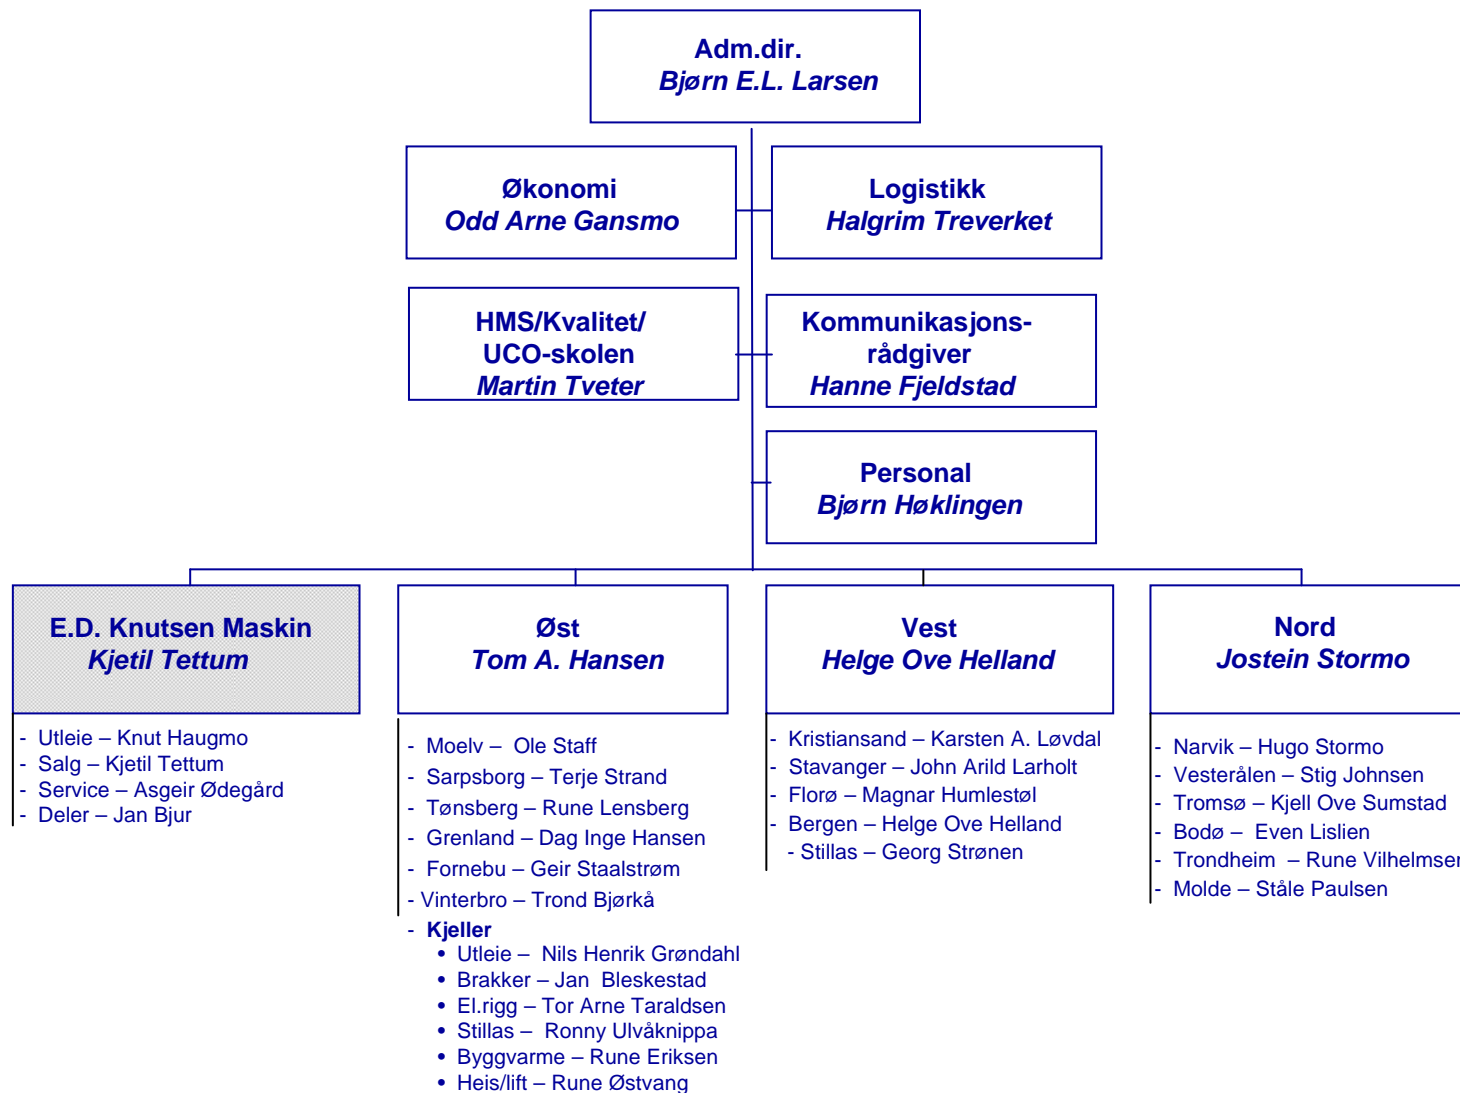 Adm.dir.
Bjørn E.L. Larsen
Økonomi
Odd Arne Gansmo
Logistikk
Halgrim Treverket
HMS/Kvalitet/
UCO-skolen
Martin Tveter
Kommunikasjons-
rådgiver
Hanne Fjeldstad
Personal
Bjørn Høklingen
E.D. Knutsen Maskin
Kjetil Tettum
- Utleie – Knut Haugmo
- Salg – Kjetil Tettum
- Service – Asgeir Ødegård
- Deler – Jan Bjur
Øst
Tom A. Hansen
- Moelv – Ole Staff
- Sarpsborg – Terje Strand
- Tønsberg – Rune Lensberg
- Grenland – Dag Inge Hansen
- Fornebu – Geir Staalstrøm
- Vinterbro – Trond Bjørkå
- Kjeller
• Utleie – Nils Henrik Grøndahl
• Brakker – Jan Bleskestad
• El.rigg – Tor Arne Taraldsen
• Stillas – Ronny Ulvåknippa
• Byggvarme – Rune Eriksen
• Heis/lift – Rune Østvang
Vest
Helge Ove Helland
- Kristiansand – Karsten A. Løvdal
- Stavanger – John Arild Larholt
- Florø – Magnar Humlestøl
- Bergen – Helge Ove Helland
- Stillas – Georg Strønen
Nord
Jostein Stormo
- Narvik – Hugo Stormo
- Vesterålen – Stig Johnsen
- Tromsø – Kjell Ove Sumstad
- Bodø – Even Lislien
- Trondheim – Rune Vilhelmsen
- Molde – Ståle Paulsen